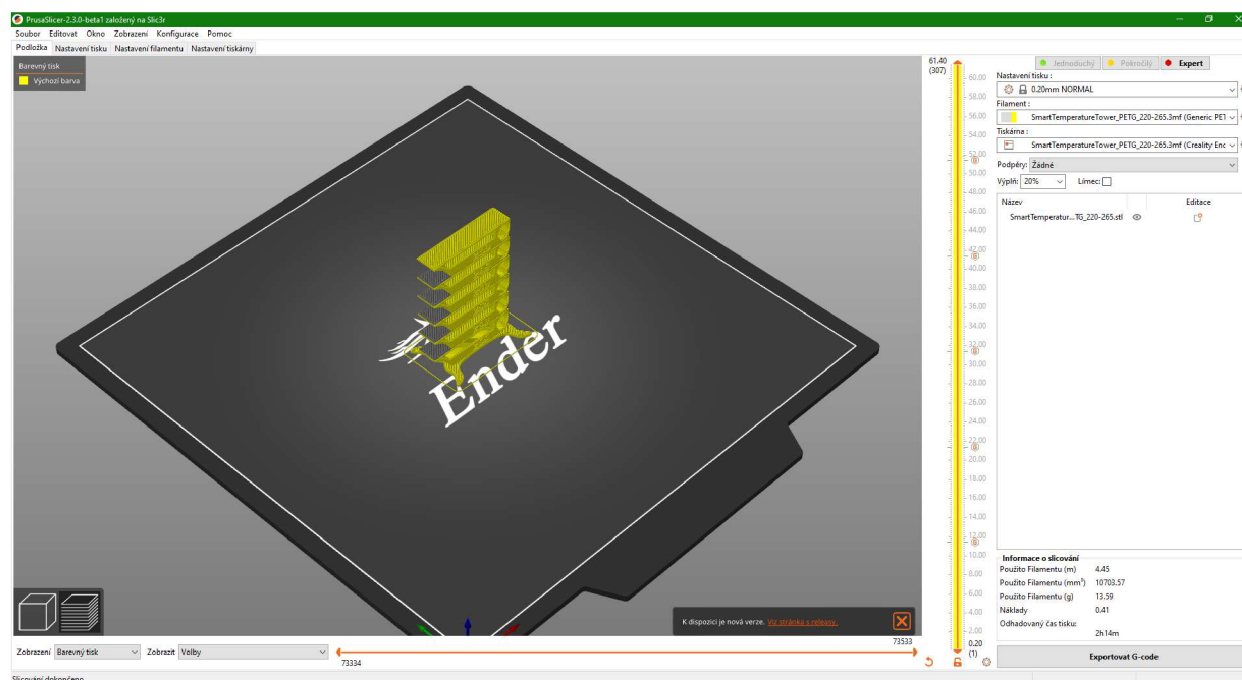 PrusaSlicer-2.3.0-beta1 založený na Slic3r
Soubor Editovat Okno Zobrazení Konfigurace Pomoc
Podložka Nastavení tisku Nastavení filamentu Nastavení tiskárny
Barevný tisk
Výchozí barva
Ender
61.40
(307)
60.00
58.00
56.00
54.00
52.00
50.00
48.00
46.00
44.00
42.00
40.00
38.00
36.00
34.00
32.00
30.00
28.00
26.00
24.00
22.00
20.00
18.00
16.00
14.00
12.00
10.00
8.00
6.00
4.00
2.00
0.20
(1)
Jednoduchý Pokročilý Expert
Nastavení tisku :
0.20mm NORMAL
Filament :
SmartTemperatureTower_PETG_220-265.3mf (Generic PET
Tiskárna :
SmartTemperatureTower_PETG_220-265.3mf (Creality Enc
Podpěry: Žádné
Výplň: 20% Límec:
Název Editace
SmartTemperatur...TG_220-265.stl
Informace o slicování
Použito Filamentu (m) 4.45
Použito Filamentu (mm³) 10703.57
Použito Filamentu (g) 13.59
Náklady 0.41
Odhadovaný čas tisku:
2h14m
Exportovat G-code
K dispozici je nová verze. Viz stránka s release.
73533
Zobrazení Barevný tisk Zobrazit Volby
73334
Slicování dokončeno